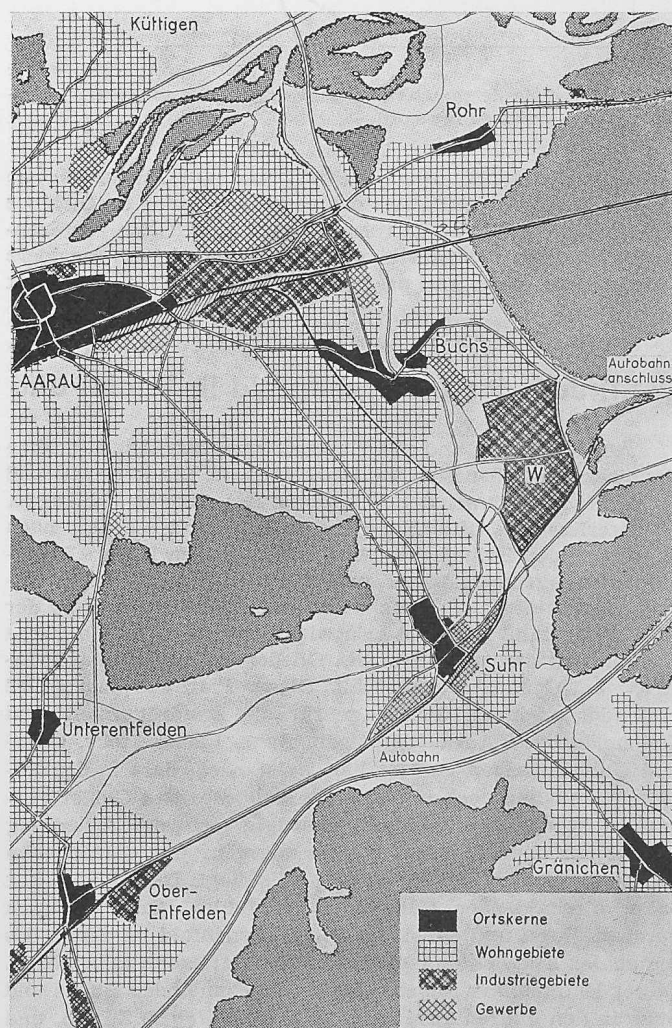 Küttigen
Rohr
Buchs
AARAU
Autobahn
anschluss
W
Suhr
Unterentfelden
Autobahn
Ober-
Entfelden
Gränichen
Ortskerne
Wohngebiete
Industriegebiete
Gewerbe